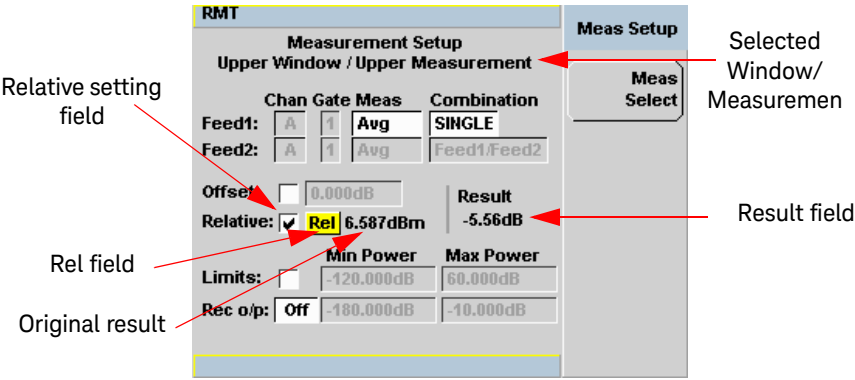 RMT
Meas Setup
Measurement Setup
Upper Window / Upper Measurement
Selected
Window/
Measuremen
Meas
Select
Relative setting
field
Chan Gate Meas Combination
Feed1: A 1 Avg SINGLE
Feed2: A 1 Avg Feed1/Feed2
Offset: 0.000dB
Result
Relative: Rel 6.587dBm -5.56dB
Result field
Rel field
Min Power Max Power
Limits: -120.000dB 60.000dB
Original result
Rec o/p: Off -180.000dB -10.000dB